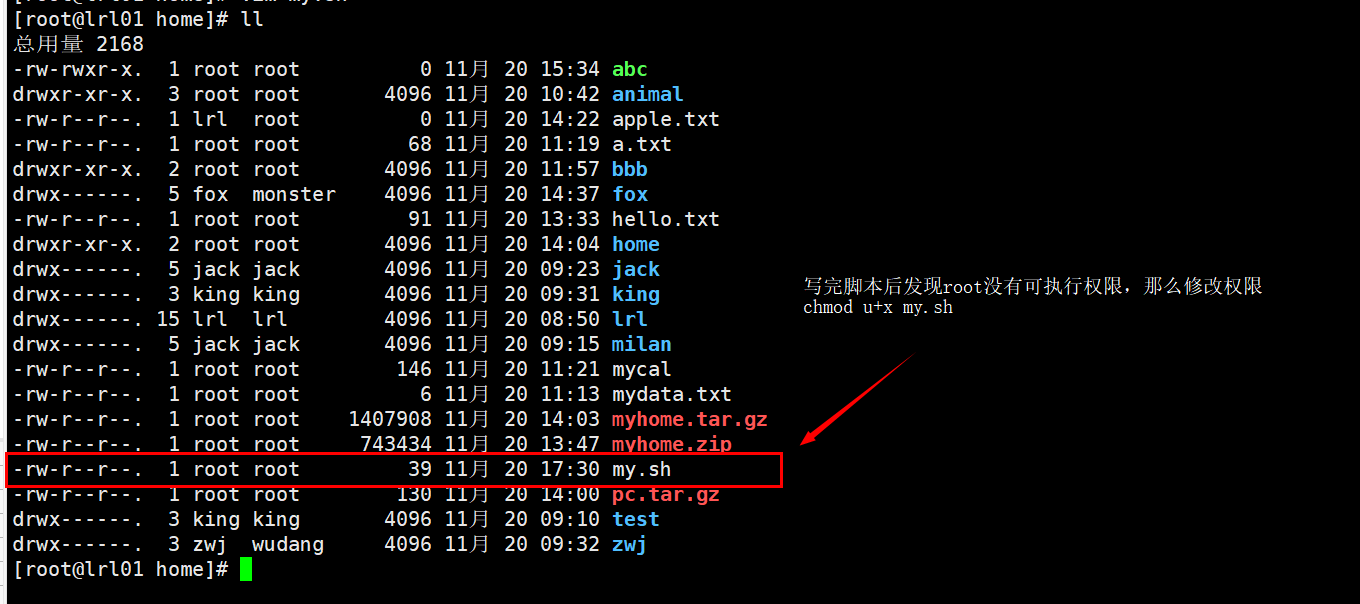 [root@lrl01 home]# ll
总用量 2168
-rw-rwxr-x. 1 root root 0 11月 20 15:34 abc
drwxr-xr-x. 3 root root 4096 11月 20 10:42 animal
-rw-r--r--. 1 lrl root 0 11月 20 14:22 apple.txt
-rw-r--r--. 1 root root 68 11月 20 11:19 a.txt
drwxr-xr-x. 2 root root 4096 11月 20 11:57 bbb
drwx------. 5 fox monster 4096 11月 20 14:37 fox
-rw-r--r--. 1 root root 91 11月 20 13:33 hello.txt
drwxr-xr-x. 2 root root 4096 11月 20 14:04 home
drwx------. 5 jack jack 4096 11月 20 09:23 jack
drwx------. 3 king king 4096 11月 20 09:31 king
drwx------. 15 lrl lrl 4096 11月 20 08:50 lrl
drwx------. 5 jack jack 4096 11月 20 09:15 milan
-rw-r--r--. 1 root root 146 11月 20 11:21 mycal
-rw-r--r--. 1 root root 6 11月 20 11:13 mydata.txt
-rw-r--r--. 1 root root 1407908 11月 20 14:03 myhome.tar.gz
-rw-r--r--. 1 root root 743434 11月 20 13:47 myhome.zip
-rw-r--r--. 1 root root 39 11月 20 17:30 my.sh
-rw-r--r--. 1 root root 130 11月 20 14:00 pc.tar.gz
drwx------. 3 king king 4096 11月 20 09:10 test
drwx------. 3 zwj wudang 4096 11月 20 09:32 zwj
[root@lrl01 home]#
写完脚本后发现root没有可执行权限，那么修改权限
chmod u+x my.sh